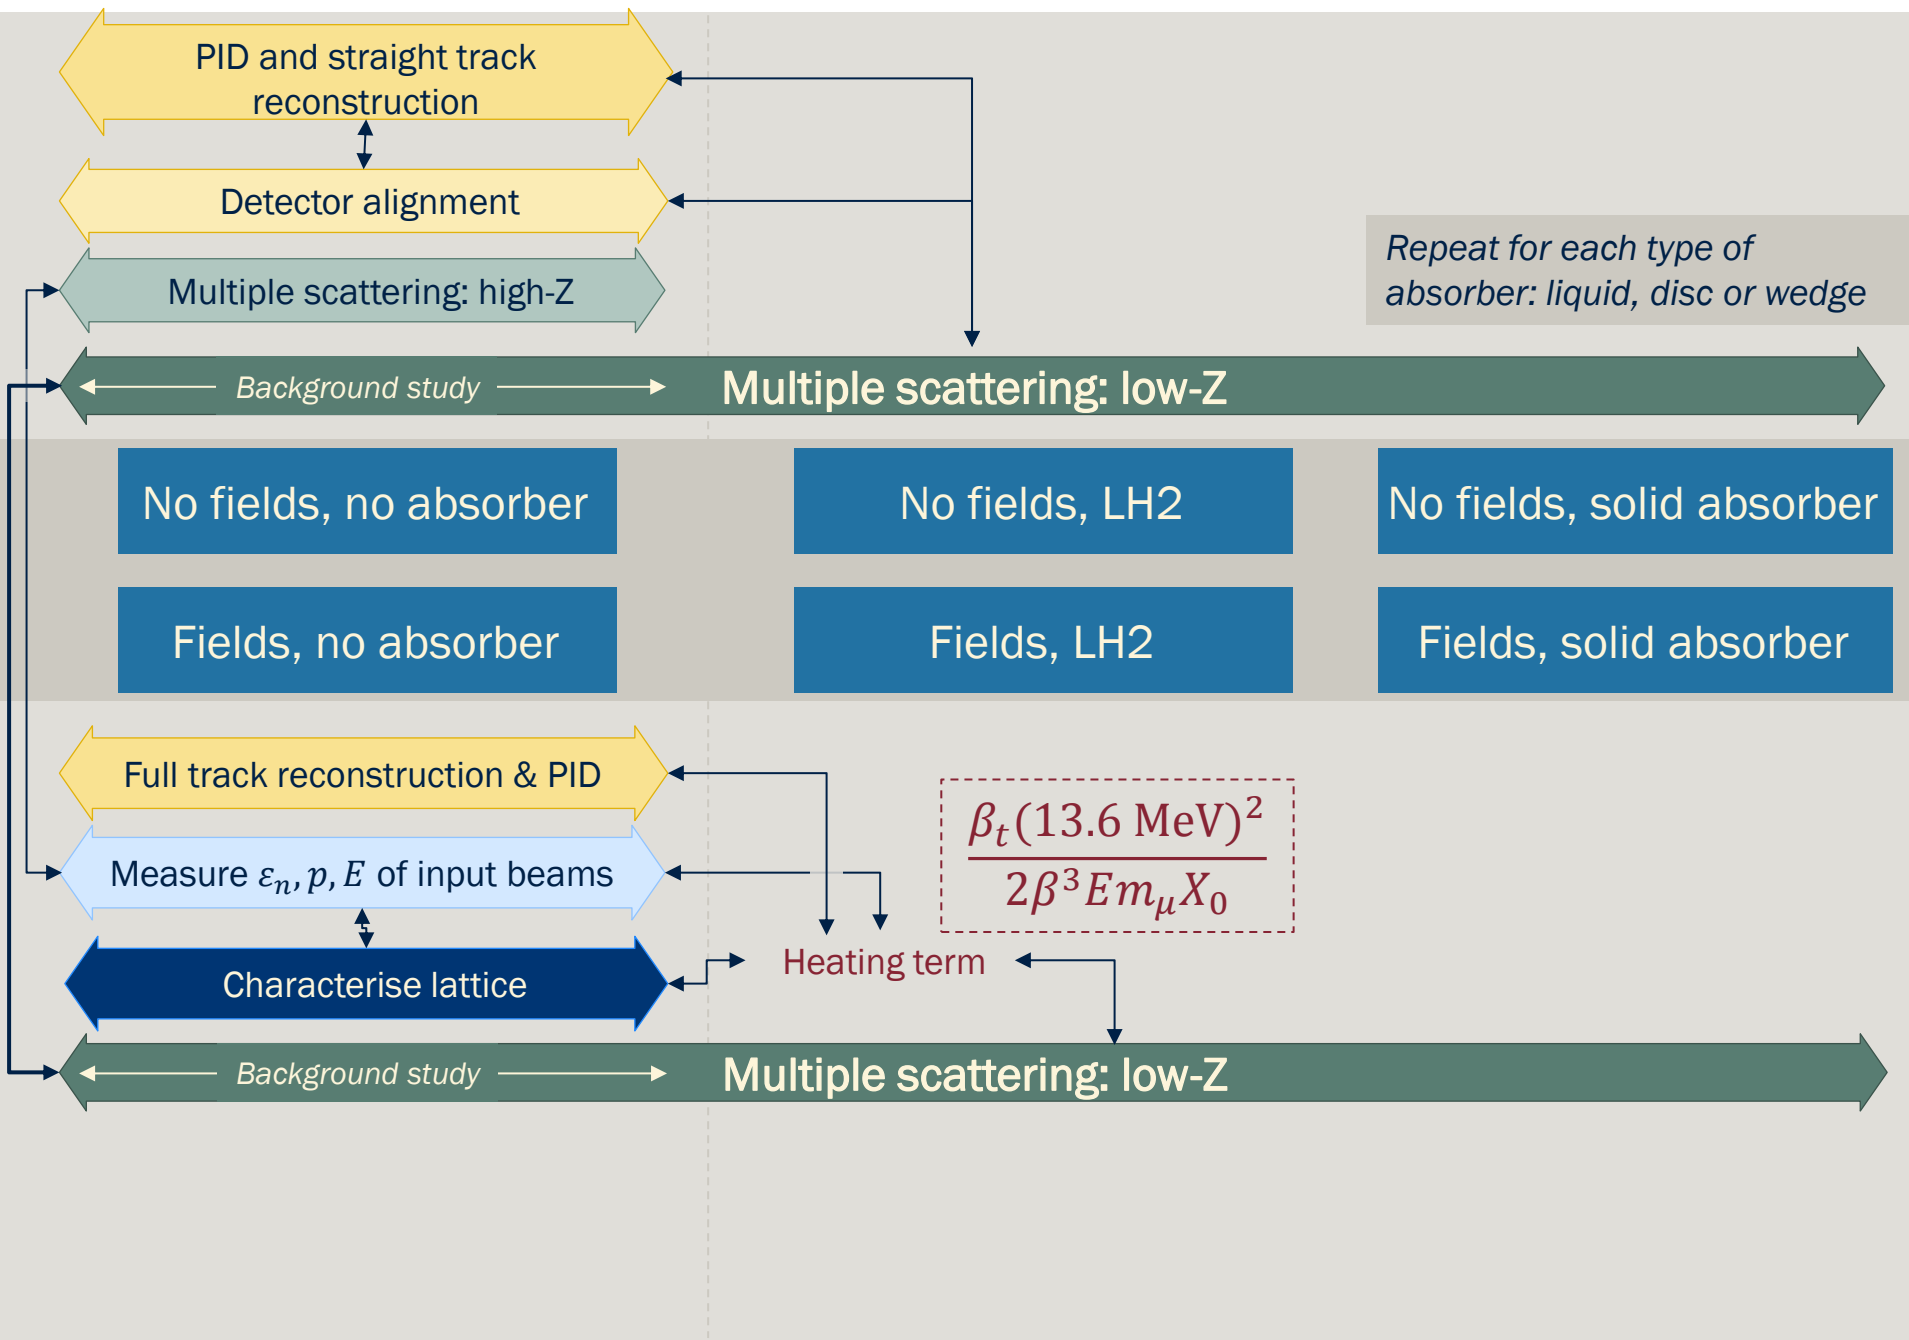 PID and straight track
reconstruction
Detector alignment
Repeat for each type of
absorber: liquid, disc or wedge
Multiple scattering: high-Z
Background study
Multiple scattering: low-Z
No fields, no absorber
No fields, LH2
No fields, solid absorber
Fields, no absorber
Fields, LH2
Fields, solid absorber
Full track reconstruction & PID
β_t(13.6 MeV)²
2β³Em_μX₀
Measure ε_n, p, E of input beams
Heating term
Characterise lattice
Background study
Multiple scattering: low-Z